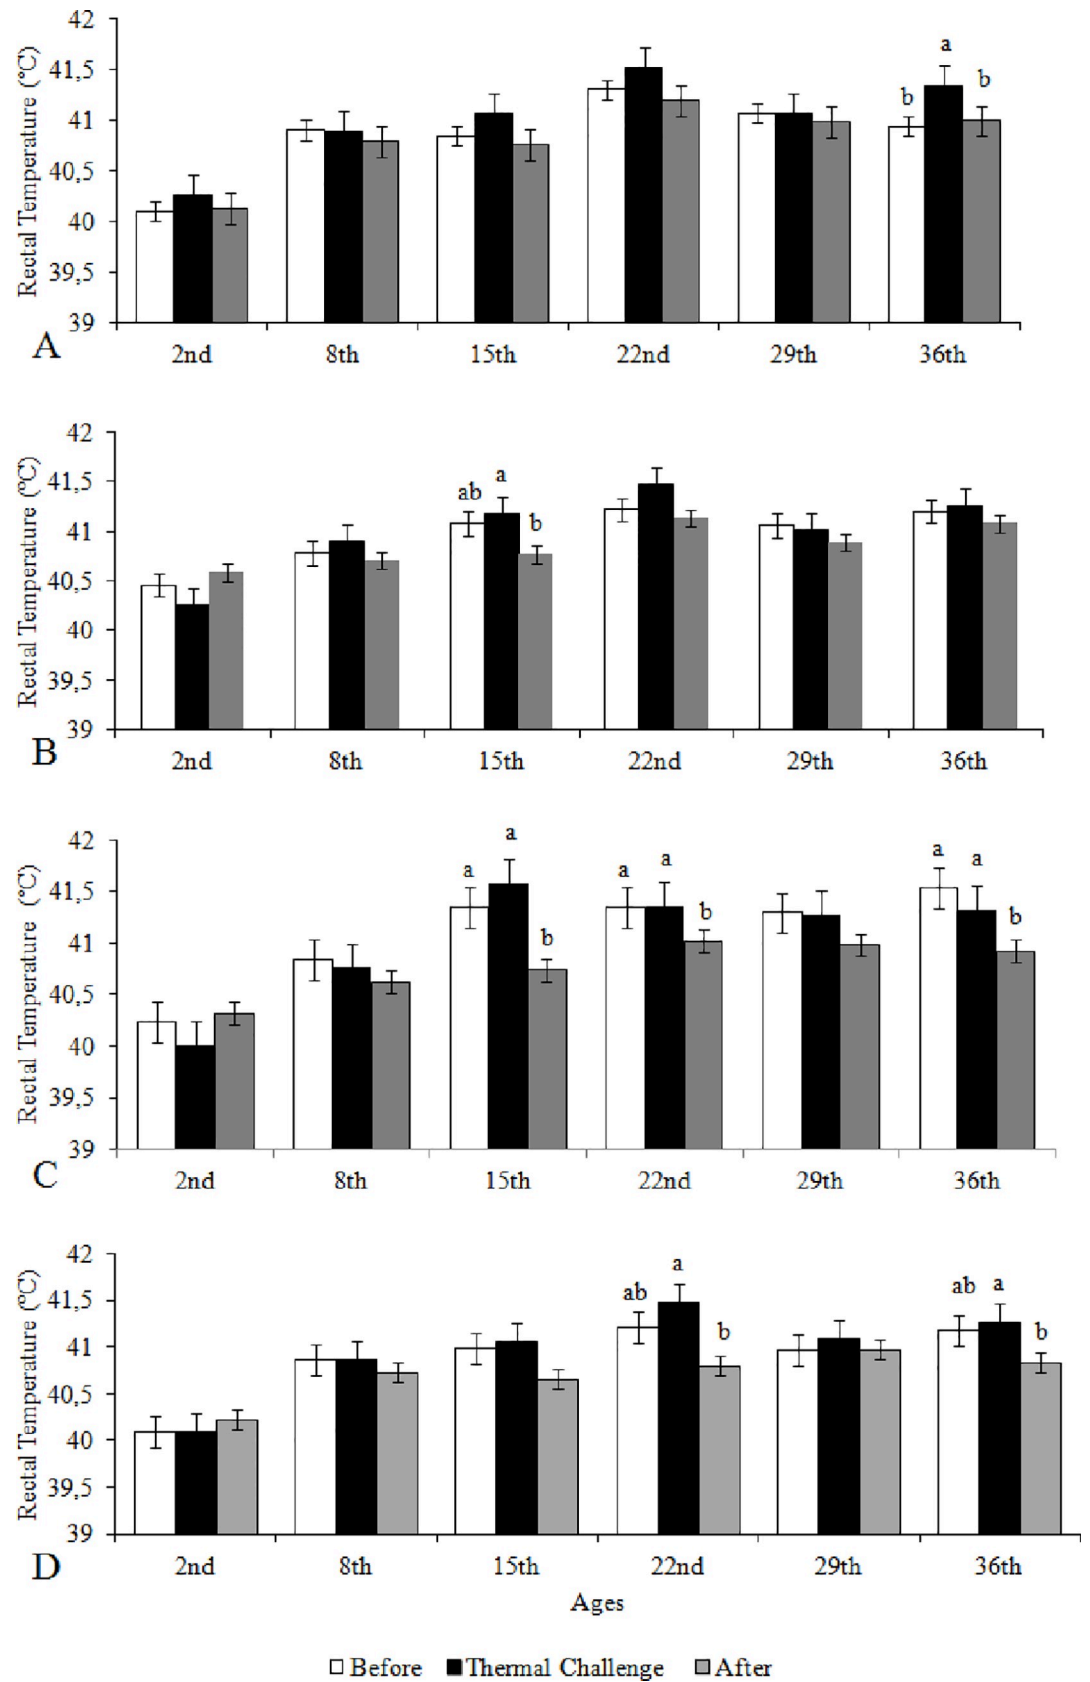 42
41,5
41
40,5
40
39,5
39
Rectal Temperature (°C)
b a b
A
2nd 8th 15th 22nd 29th 36th
42
41,5
41
40,5
40
39,5
39
Rectal Temperature (°C)
ab a b
B
2nd 8th 15th 22nd 29th 36th
42
41,5
41
40,5
40
39,5
39
Rectal Temperature (°C)
a a b a a b a a b
C
2nd 8th 15th 22nd 29th 36th
42
41,5
41
40,5
40
39,5
39
Rectal Temperature (°C)
ab a b ab a b
D
2nd 8th 15th 22nd 29th 36th
Ages
Before Thermal Challenge After